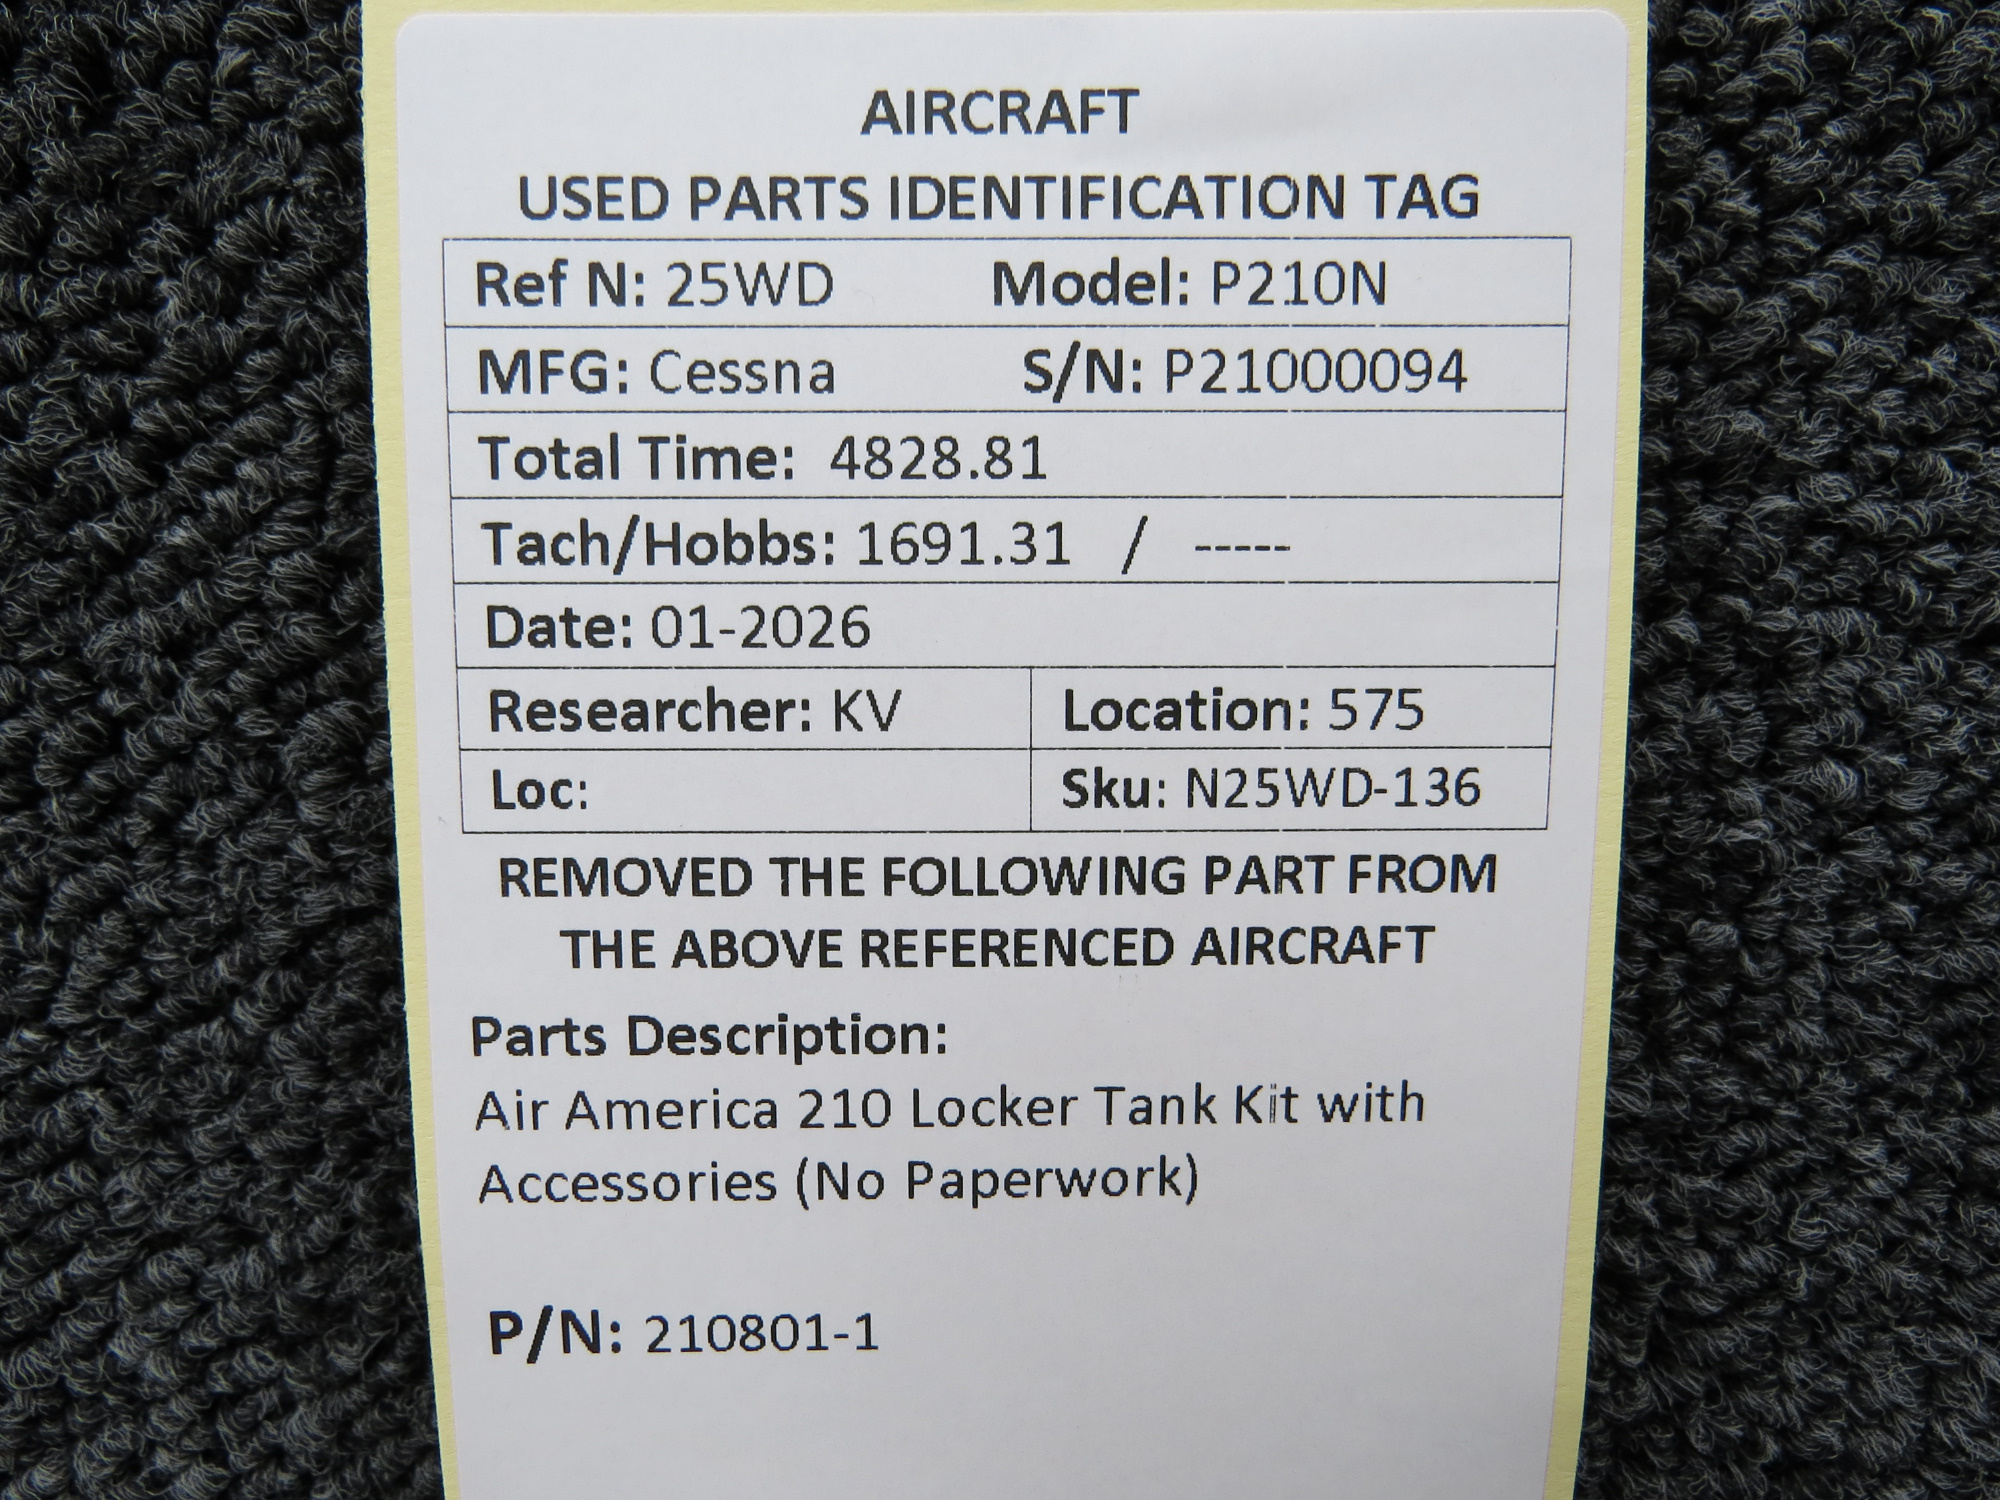 AIRCRAFT
USED PARTS IDENTIFICATION TAG
Ref N: 25WD Model: P210N
MFG: Cessna S/N: P21000094
Total Time: 4828.81
Tach/Hobbs: 1691.31 / -----
Date: 01-2026
Researcher: KV Location: 575
Loc: Sku: N25WD-136
REMOVED THE FOLLOWING PART FROM
THE ABOVE REFERENCED AIRCRAFT
Parts Description:
Air America 210 Locker Tank Kit with
Accessories (No Paperwork)
P/N: 210801-1